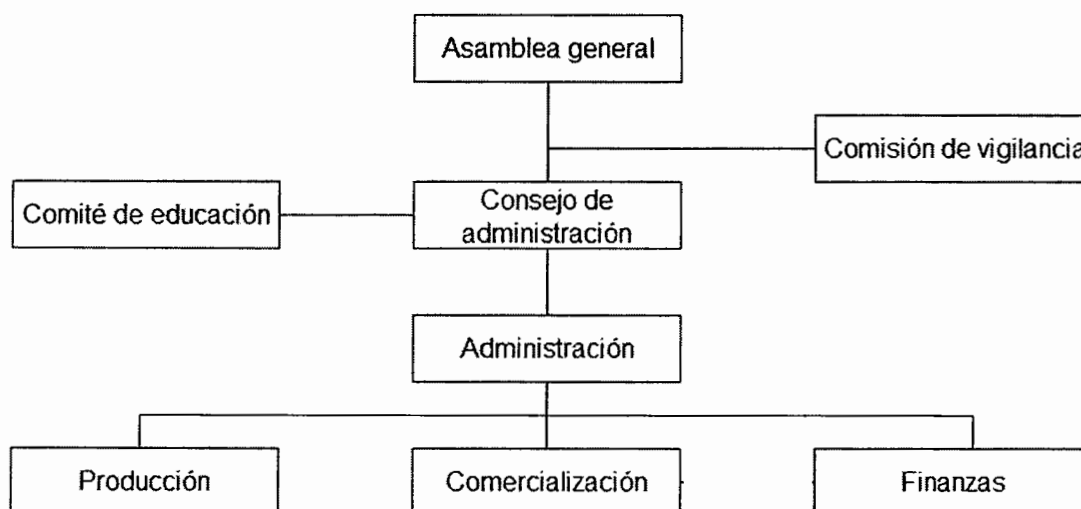 Asamblea general
Comisión de vigilancia
Comité de educación
Consejo de
administración
Administración
Producción
Comercialización
Finanzas